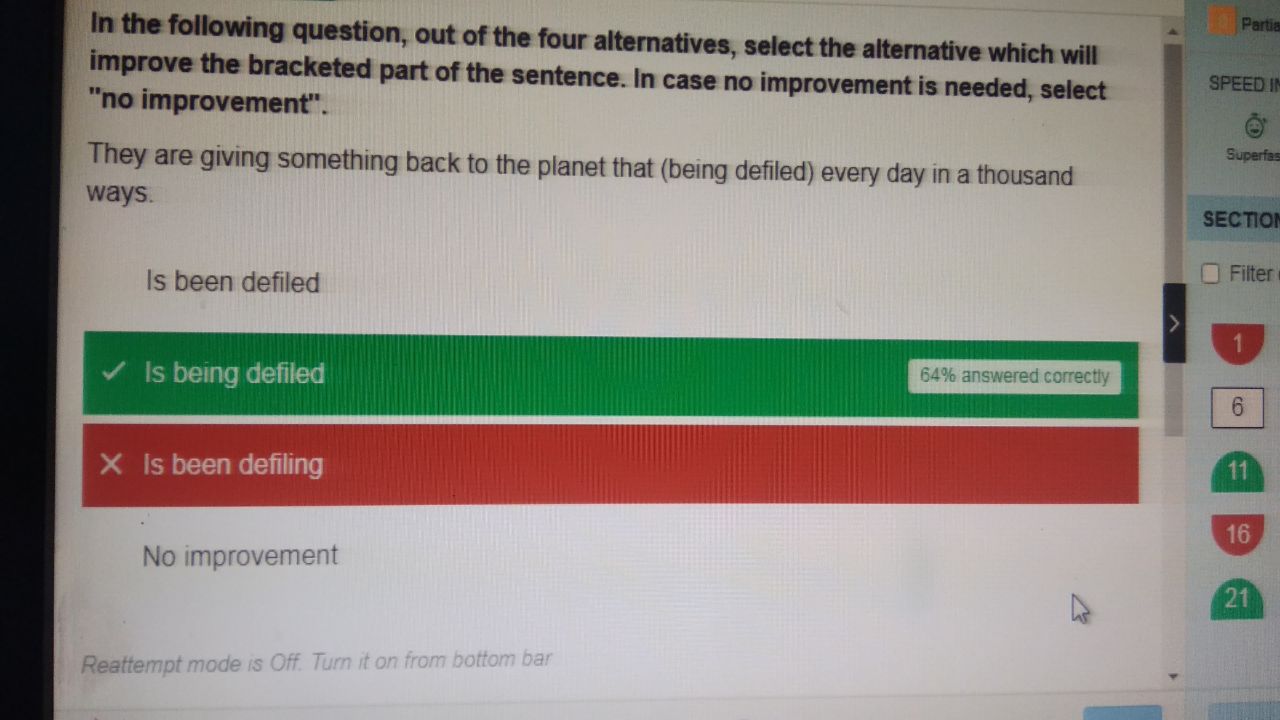 In the following question, out of the four alternatives, select the alternative which will
improve the bracketed part of the sentence. In case no improvement is needed, select
"no improvement".
They are giving something back to the planet that (being defiled) every day in a thousand
ways.
Is been defiled
Is being defiled
64% answered correctly
Is been defiling
No improvement
Reattempt mode is Off. Turn it on from bottom bar
SPEED
SECTION
Filter
1
6
11
16
21